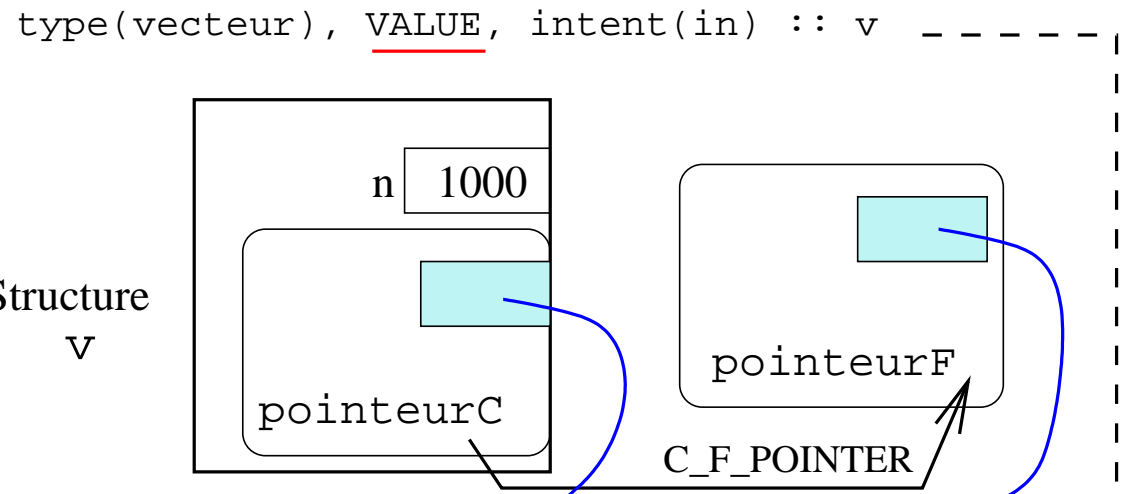 type(vecteur), VALUE, intent(in) :: v
n 1000
Structure
v
pointeurF
pointeurC
C_F_POINTER